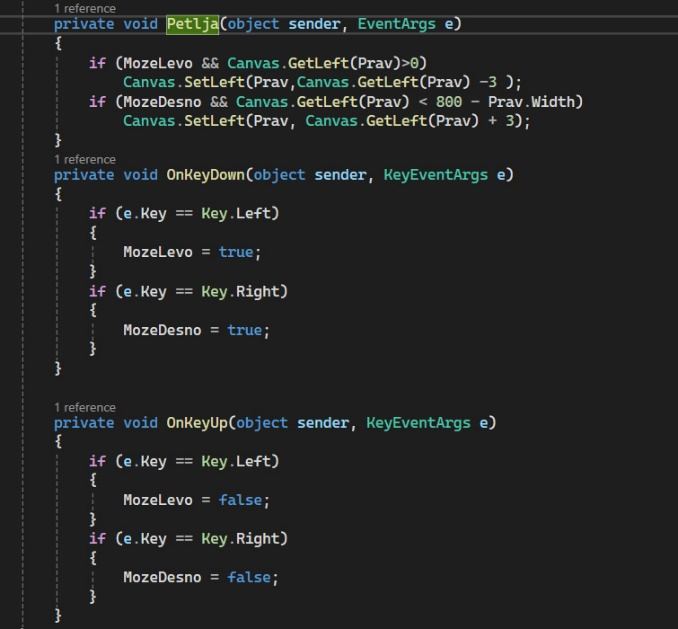 1 reference
private void Petlja(object sender, EventArgs e)
{
if (MozeLevo && Canvas.GetLeft(Prav)>0)
Canvas.SetLeft(Prav,Canvas.GetLeft(Prav) -3 );
if (MozeDesno && Canvas.GetLeft(Prav) < 800 - Prav.Width)
Canvas.SetLeft(Prav, Canvas.GetLeft(Prav) + 3);
}
1 reference
private void OnKeyDown(object sender, KeyEventArgs e)
{
if (e.Key == Key.Left)
{
MozeLevo = true;
}
if (e.Key == Key.Right)
{
MozeDesno = true;
}
}
1 reference
private void OnKeyUp(object sender, KeyEventArgs e)
{
if (e.Key == Key.Left)
{
MozeLevo = false;
}
if (e.Key == Key.Right)
{
MozeDesno = false;
}
}